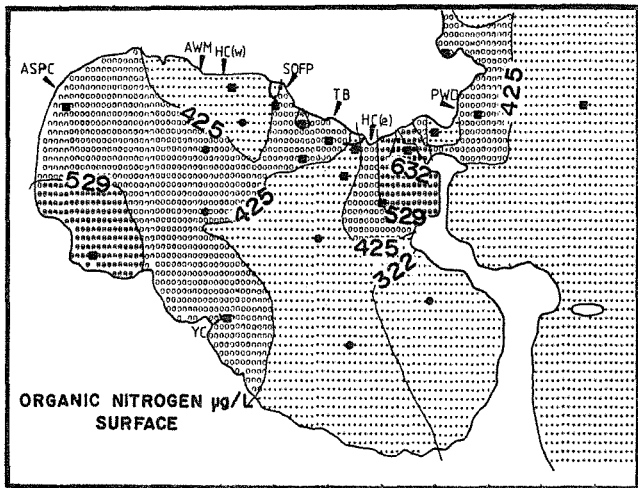 AWM
HC(w)
ASPC
SOFP
TB
HC(e)
PWC
425
425
529
632
425
529
425
322
YC
ORGANIC NITROGEN µg/L
SURFACE